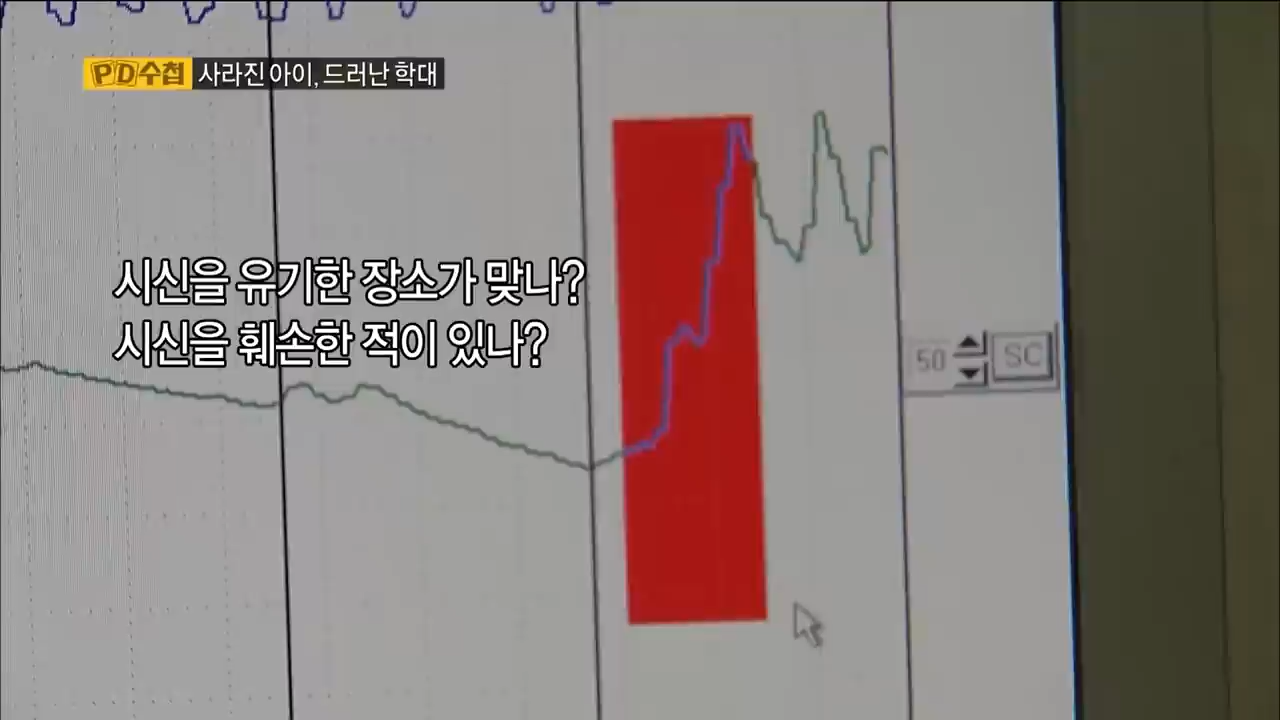 PD수첩 사라진 아이, 드러난 학대
시신을 유기한 장소가 맞나?
시신을 훼손한 적이 있나?
50 SC